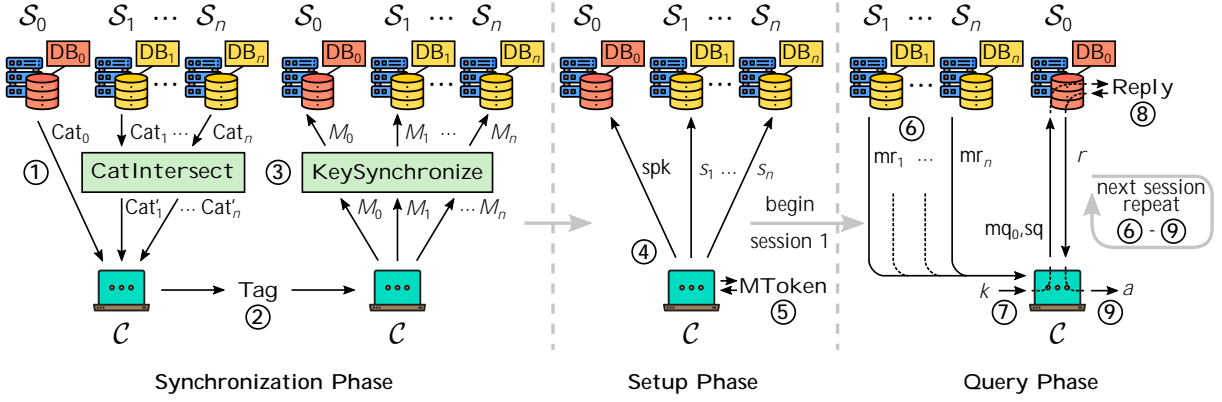 S₀ S₁ ... Sₙ S₀ S₁ ... Sₙ S₀ S₁ ... Sₙ S₁ ... Sₙ S₀
DB₀ DB₁ DBₙ DB₀ DB₁ DBₙ DB₀ DB₁ DBₙ DB₁ DBₙ DB₀
... ... ... ...
Reply
⑧
Cat₀ Cat₁ ... Catₙ M₀ M₁ ... Mₙ
⑥
① CatIntersect ③ KeySynchronize
spk s₁ ... sₙ
mr₁ ... mrₙ r
Cat′₁ ... Cat′ₙ M₀ M₁ ... Mₙ
begin
session 1
next session
repeat
⑥ - ⑨
mq₀,sq
④
Tag
②
MToken
⑤
k
⑦
a
⑨
C C C C
Synchronization Phase Setup Phase Query Phase